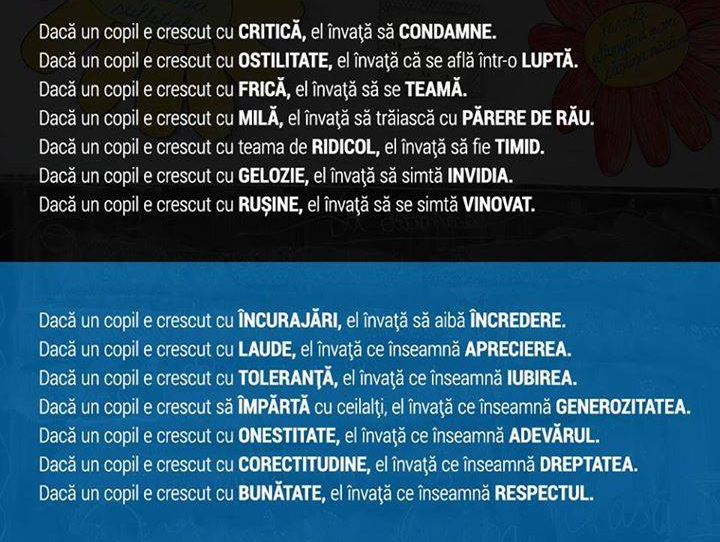 Dacă un copil e crescut cu CRITICĂ, el învaţă să CONDAMNE.
Dacă un copil e crescut cu OSTILITATE, el învaţă că se află într-o LUPTĂ.
Dacă un copil e crescut cu FRICĂ, el învaţă să se TEAMĂ.
Dacă un copil e crescut cu MILĂ, el învaţă să trăiască cu PĂRERE DE RĂU.
Dacă un copil e crescut cu teama de RIDICOL, el învaţă să fie TIMID.
Dacă un copil e crescut cu GELOZIE, el învaţă să simtă INVIDIA.
Dacă un copil e crescut cu RUŞINE, el învaţă să se simtă VINOVAT.
Dacă un copil e crescut cu ÎNCURAJĂRI, el învaţă să aibă ÎNCREDERE.
Dacă un copil e crescut cu LAUDE, el învaţă ce înseamnă APRECIEREA.
Dacă un copil e crescut cu TOLERANŢĂ, el învaţă ce înseamnă IUBIREA.
Dacă un copil e crescut să ÎMPĂRTĂ cu ceilalţi, el învaţă ce înseamnă GENEROZITATEA.
Dacă un copil e crescut cu ONESTITATE, el învaţă ce înseamnă ADEVĂRUL.
Dacă un copil e crescut cu CORECTITUDINE, el învaţă ce înseamnă DREPTATEA.
Dacă un copil e crescut cu BUNĂTATE, el învaţă ce înseamnă RESPECTUL.